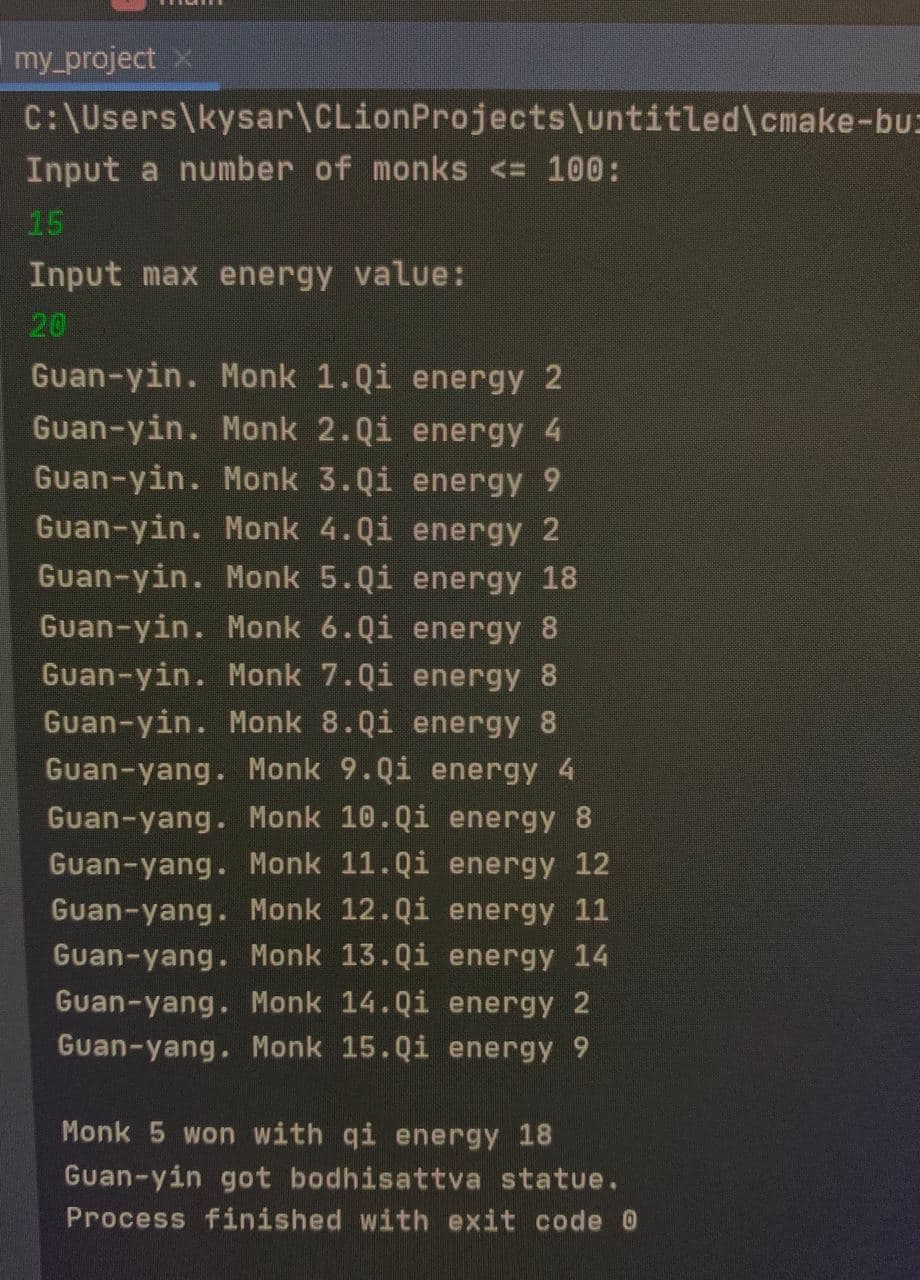 my_project
C:\Users\kysar\CLionProjects\untitled\cmake-bu
Input a number of monks <= 100:
15
Input max energy value:
20
Guan-yin. Monk 1.Qi energy 2
Guan-yin. Monk 2.Qi energy 4
Guan-yin. Monk 3.Qi energy 9
Guan-yin. Monk 4.Qi energy 2
Guan-yin. Monk 5.Qi energy 18
Guan-yin. Monk 6.Qi energy 8
Guan-yin. Monk 7.Qi energy 8
Guan-yin. Monk 8.Qi energy 8
Guan-yang. Monk 9.Qi energy 4
Guan-yang. Monk 10.Qi energy 8
Guan-yang. Monk 11.Qi energy 12
Guan-yang. Monk 12.Qi energy 11
Guan-yang. Monk 13.Qi energy 14
Guan-yang. Monk 14.Qi energy 2
Guan-yang. Monk 15.Qi energy 9
Monk 5 won with qi energy 18
Guan-yin got bodhisattva statue.
Process finished with exit code 0